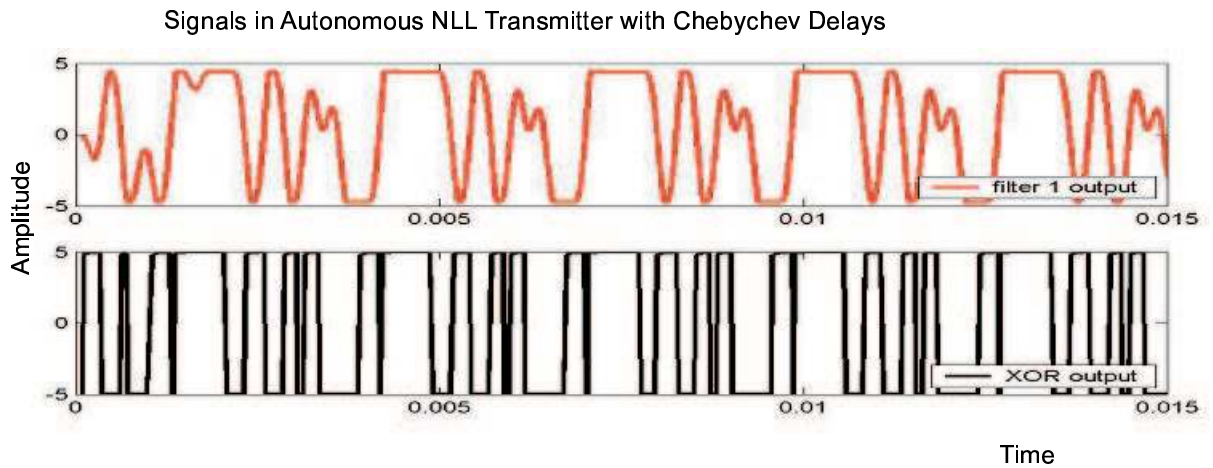 Signals in Autonomous NLL Transmitter with Chebychev Delays
5
0
-5
0
0.005
0.01
0.015
filter 1 output
Amplitude
5
0
-5
0
0.005
0.01
0.015
XOR output
Time